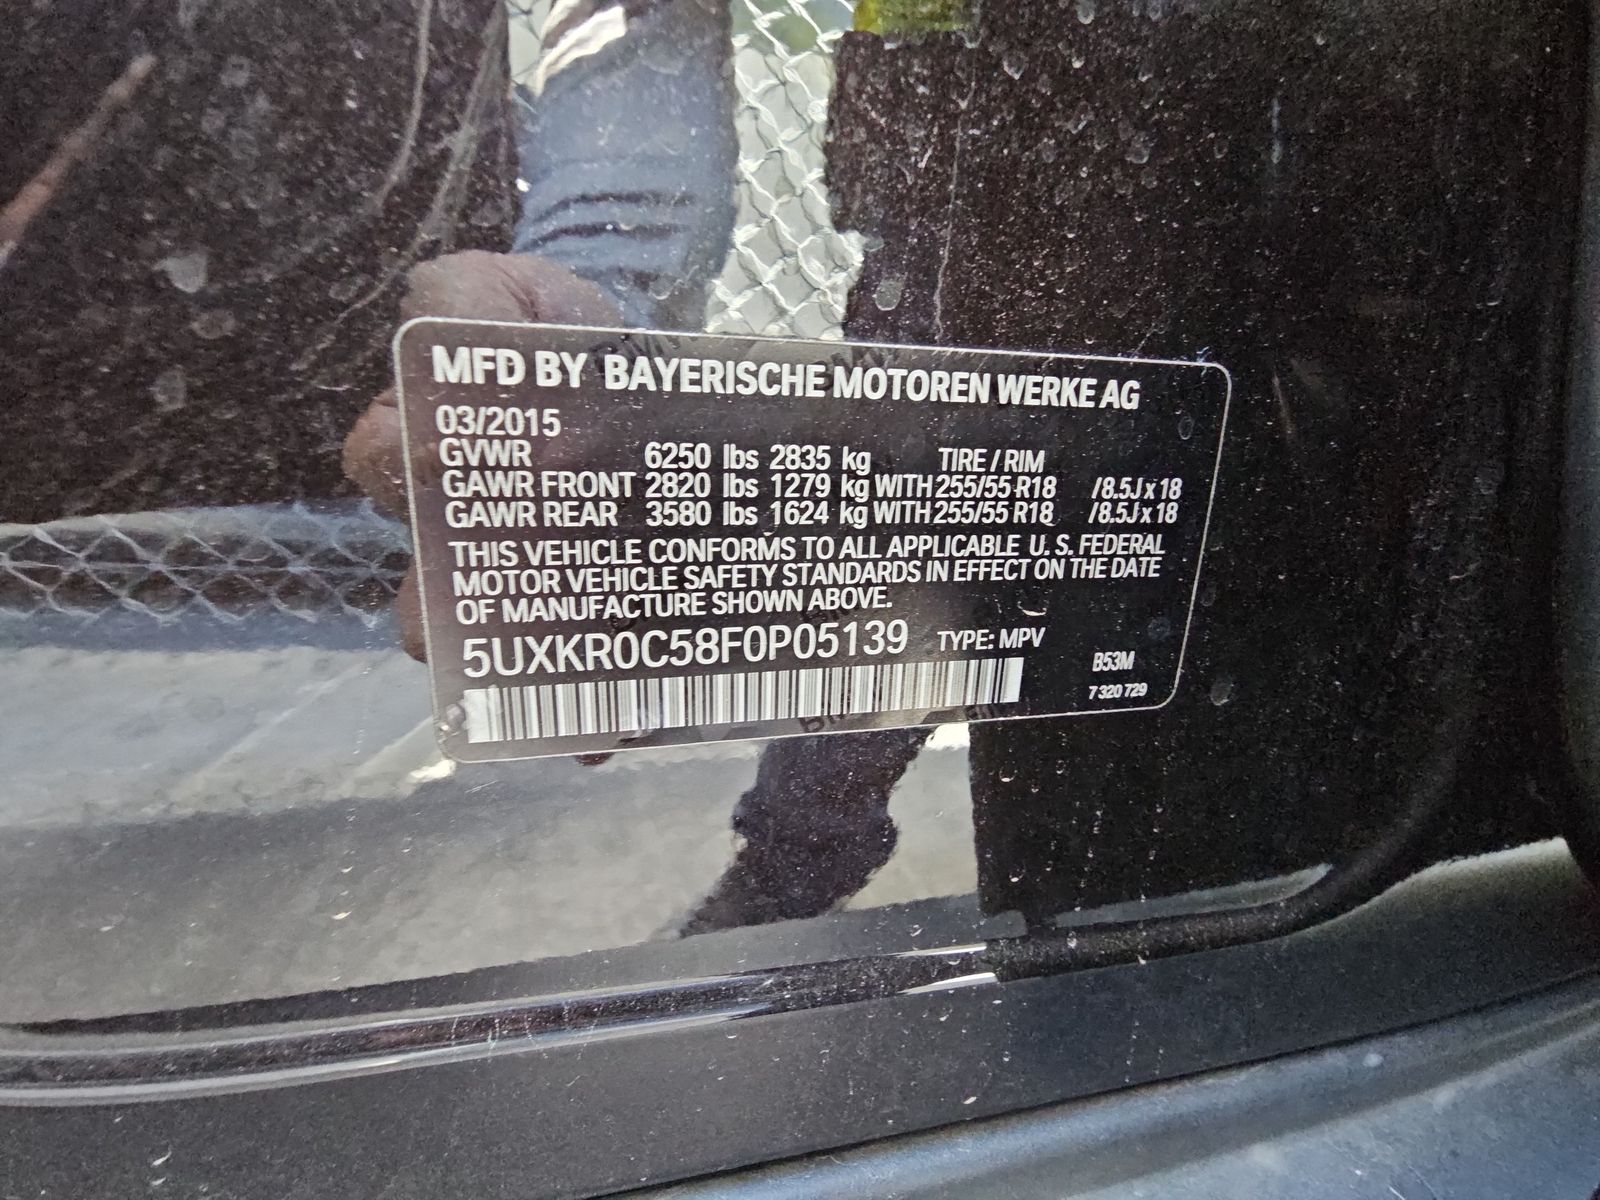 MFD BY BAYERISCHE MOTOREN WERKE AG
03/2015
GVWR 6250 lbs 2835 kg TIRE / RIM
GAWR FRONT 2820 lbs 1279 kg WITH 255/55 R18 /8.5J x 18
GAWR REAR 3580 lbs 1624 kg WITH 255/55 R18 /8.5J x 18
THIS VEHICLE CONFORMS TO ALL APPLICABLE U. S. FEDERAL
MOTOR VEHICLE SAFETY STANDARDS IN EFFECT ON THE DATE
OF MANUFACTURE SHOWN ABOVE.
5UXKR0C58F0P05139 TYPE: MPV
B53M
7 320 729